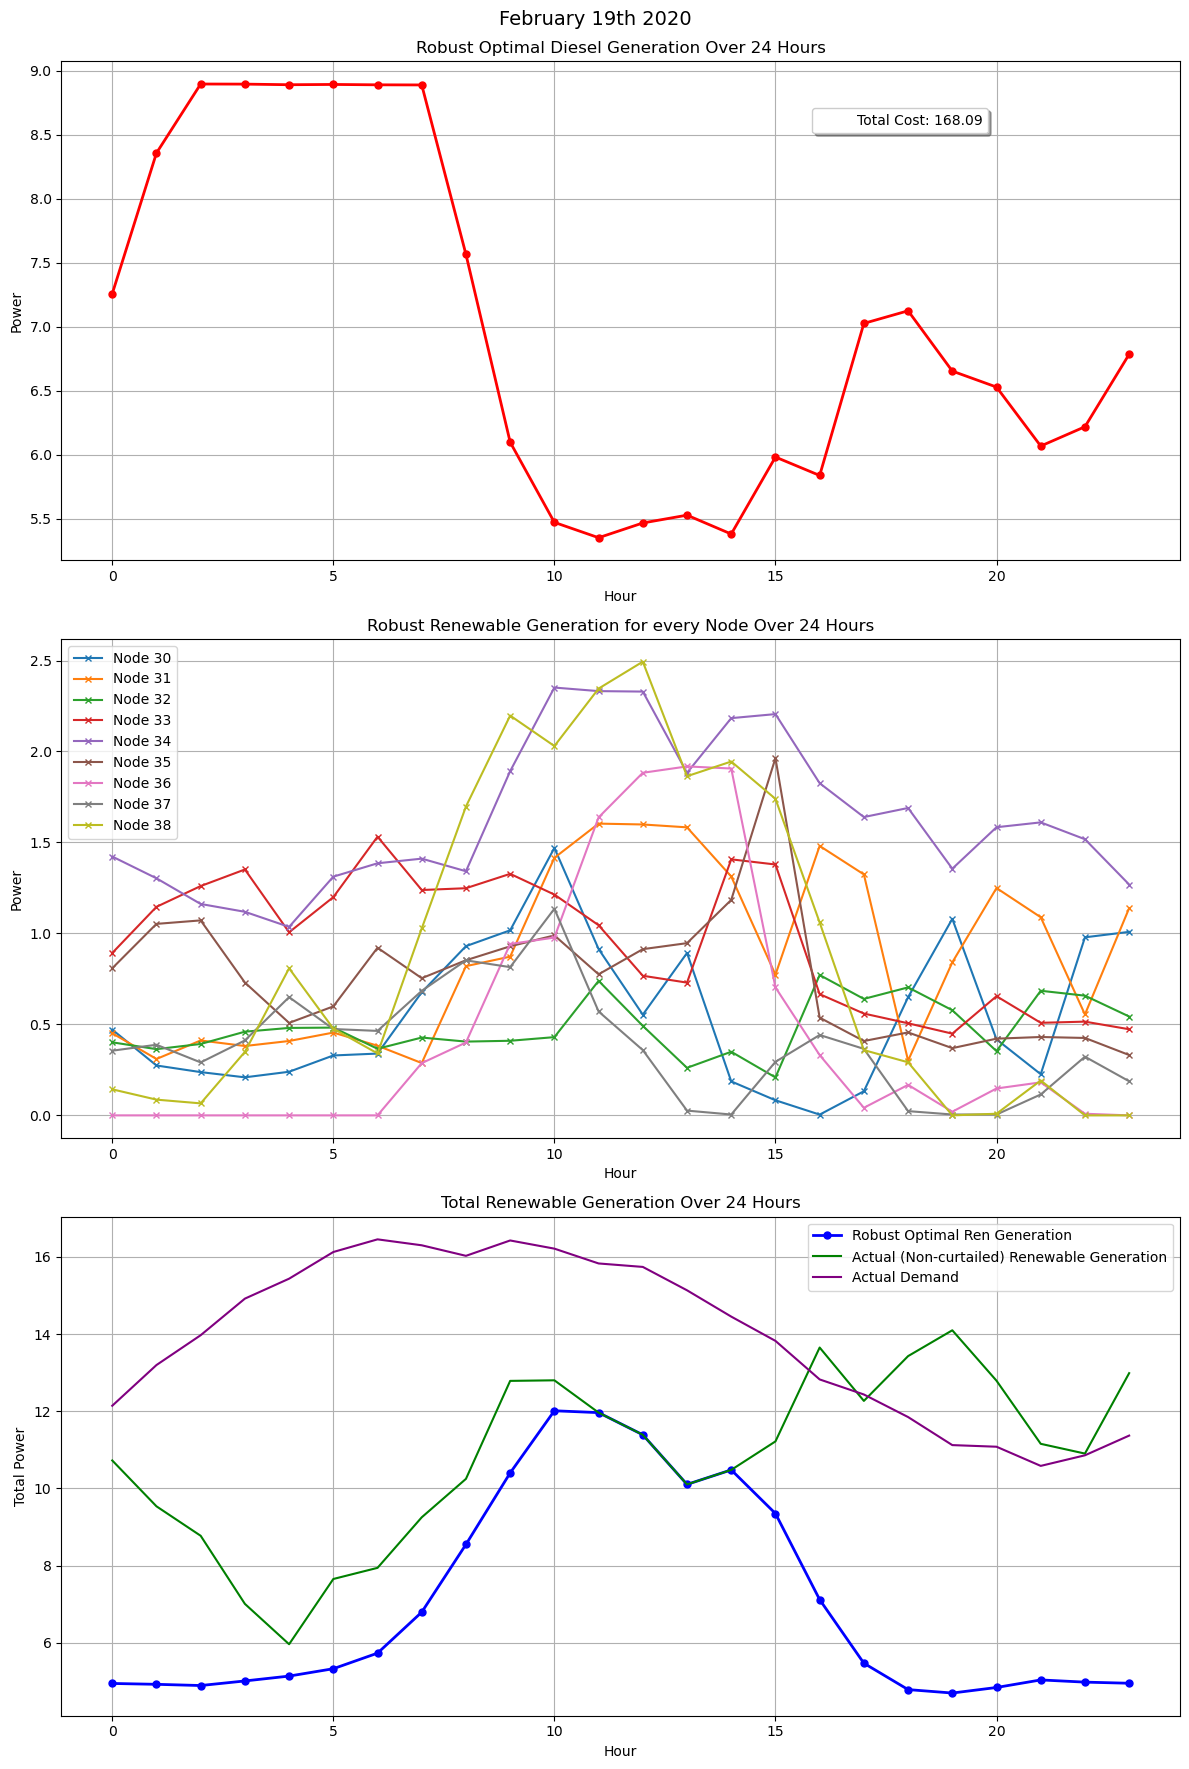 February 19th 2020
Robust Optimal Diesel Generation Over 24 Hours
9.0
8.5
8.0
7.5
7.0
6.5
6.0
5.5
Power
Total Cost: 168.09
0 5 10 15 20
Hour
Robust Renewable Generation for every Node Over 24 Hours
2.5
2.0
1.5
1.0
0.5
0.0
Power
Node 30
Node 31
Node 32
Node 33
Node 34
Node 35
Node 36
Node 37
Node 38
0 5 10 15 20
Hour
Total Renewable Generation Over 24 Hours
16
14
12
10
8
6
Total Power
Robust Optimal Ren Generation
Actual (Non-curtailed) Renewable Generation
Actual Demand
0 5 10 15 20
Hour